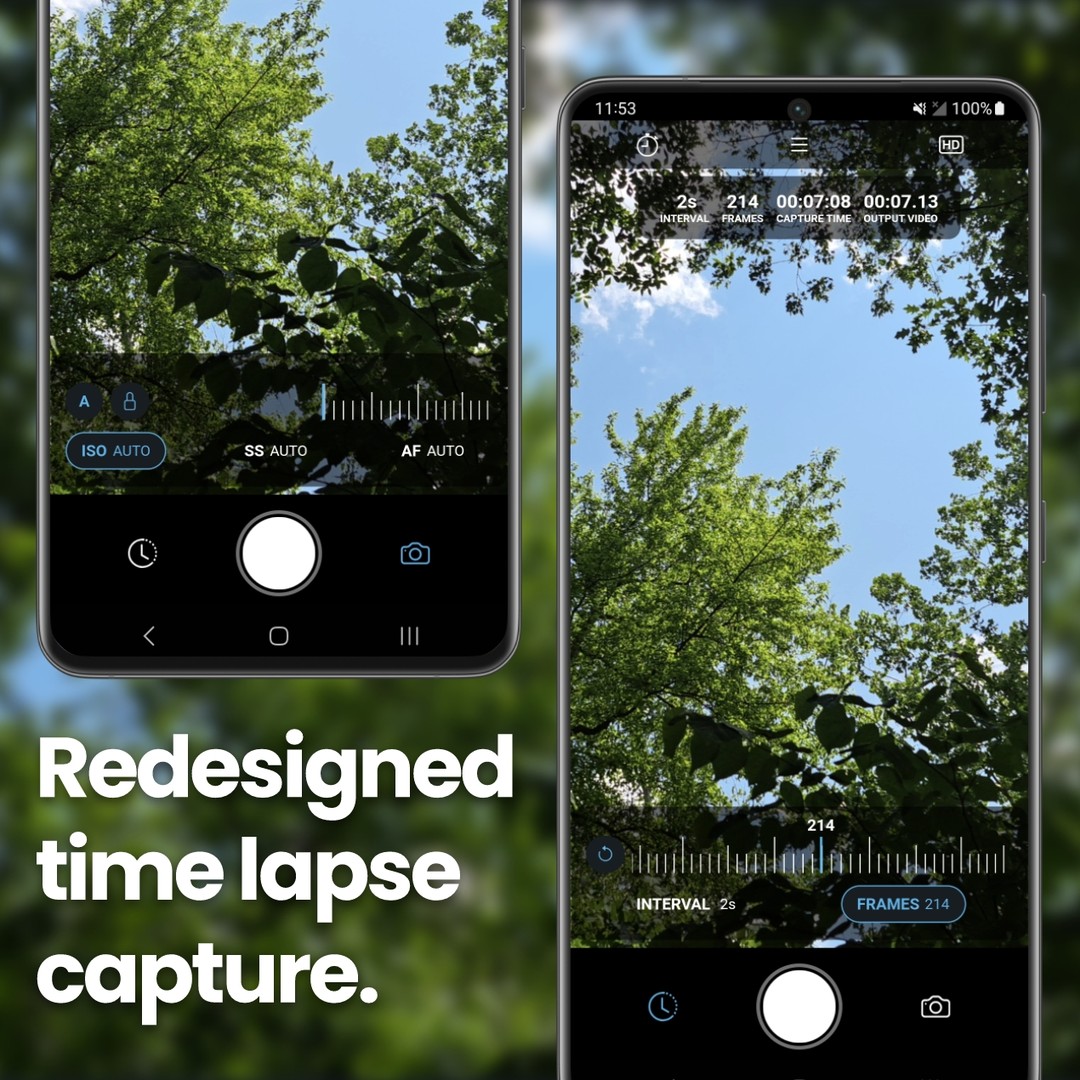 A
ISO AUTO SS AUTO AF AUTO
Redesigned
time lapse
capture.
11:53 100%
HD
2s 214 00:07:08 00:07.13
INTERVAL FRAMES CAPTURE TIME OUTPUT VIDEO
214
INTERVAL 2s FRAMES 214